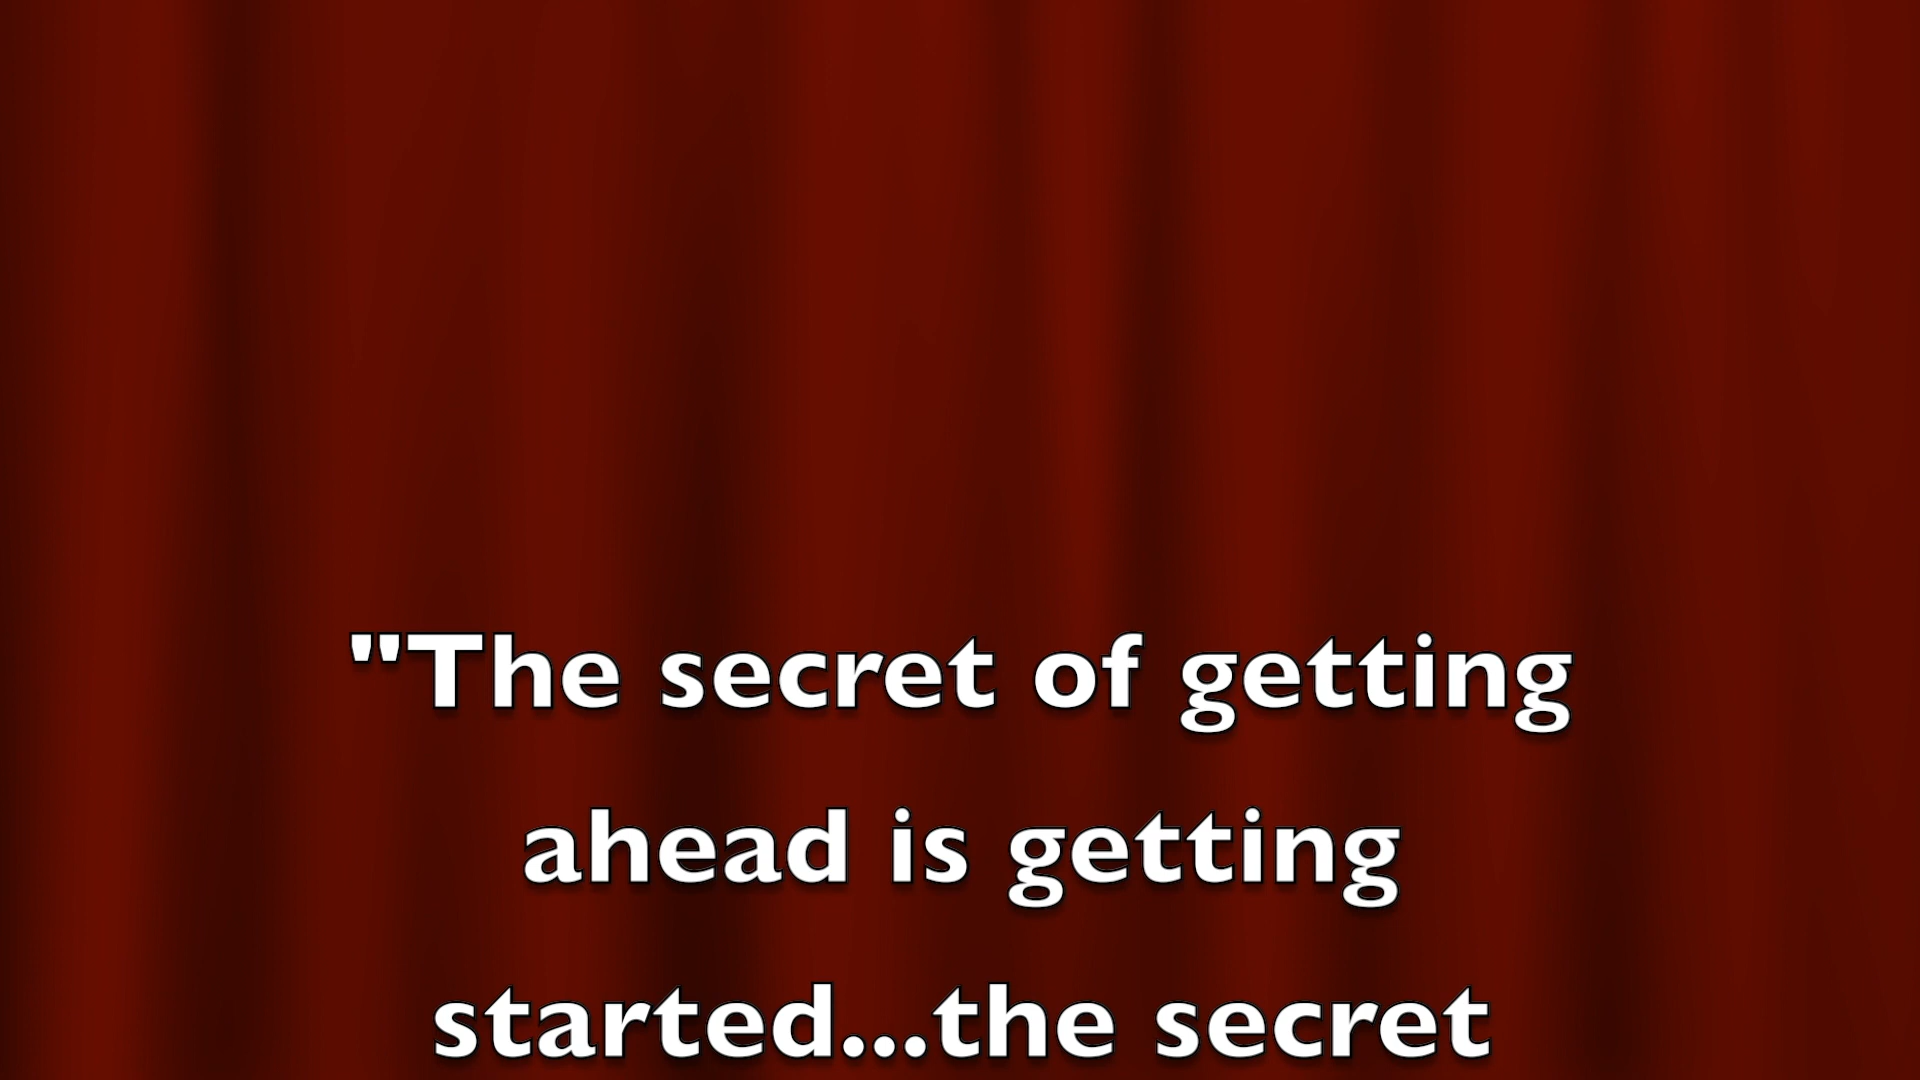 "The secret of getting
ahead is getting
started...the secret